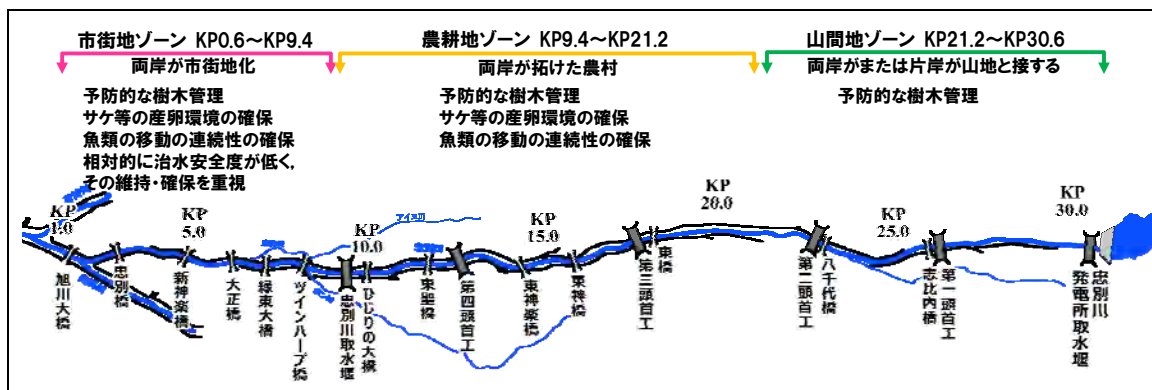 市街地ゾーン KP0.6～KP9.4
両岸が市街地化
予防的な樹木管理
サケ等の産卵環境の確保
魚類の移動の連続性の確保
相対的に治水安全度が低く,
その維持・確保を重視
農耕地ゾーン KP9.4～KP21.2
両岸が拓けた農村
予防的な樹木管理
サケ等の産卵環境の確保
魚類の移動の連続性の確保
山間地ゾーン KP21.2～KP30.6
両岸がまたは片岸が山地と接する
予防的な樹木管理
KP
1.0
KP
5.0
KP
10.0
KP
15.0
KP
20.0
KP
25.0
KP
30.0
旭川大橋
忠別橋
新神楽橋
大正橋
緑東大橋
ツインハープ橋
忠別川取水堰
ひじりの大橋
東聖橋
第四頭首工
東神楽橋
東神橋
第三頭首工
東橋
第二頭首工
八千代橋
志比内橋
第一頭首工
忠別川
発電所取水堰